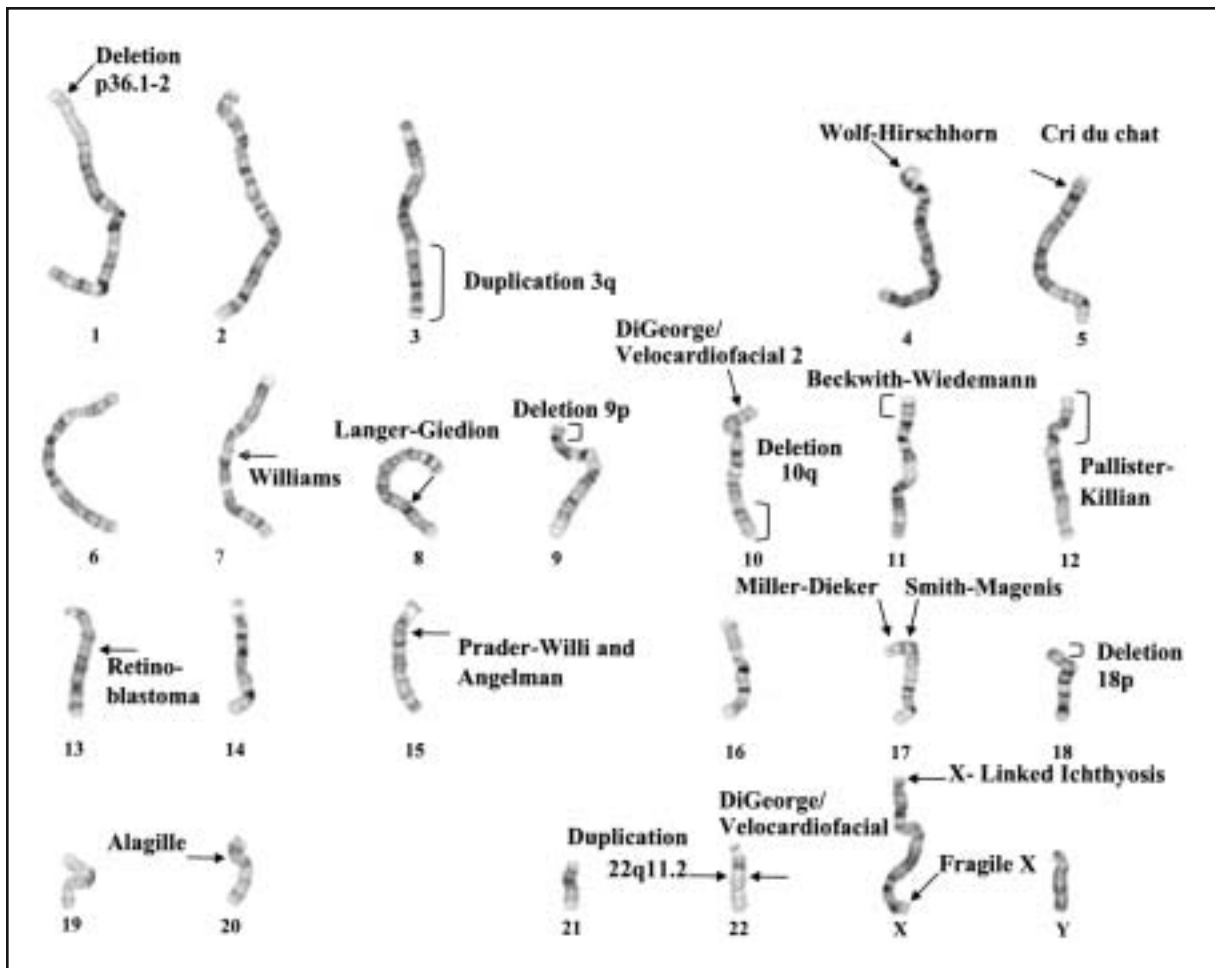 Deletion
p36.1-2
Wolf-Hirschhorn
Cri du chat
Duplication 3q
1
2
3
4
5
DiGeorge/
Velocardiofacial 2
Beckwith-Wiedemann
Deletion 9p
Langer-Giedion
Williams
Deletion
10q
Pallister-
Killian
6
7
8
9
10
11
12
Miller-Dieker
Smith-Magenis
Retino-
blastoma
Prader-Willi and
Angelman
Deletion
18p
13
14
15
16
17
18
X- Linked Ichthyosis
DiGeorge/
Velocardiofacial
Alagille
Duplication
22q11.2
Fragile X
19
20
21
22
X
Y